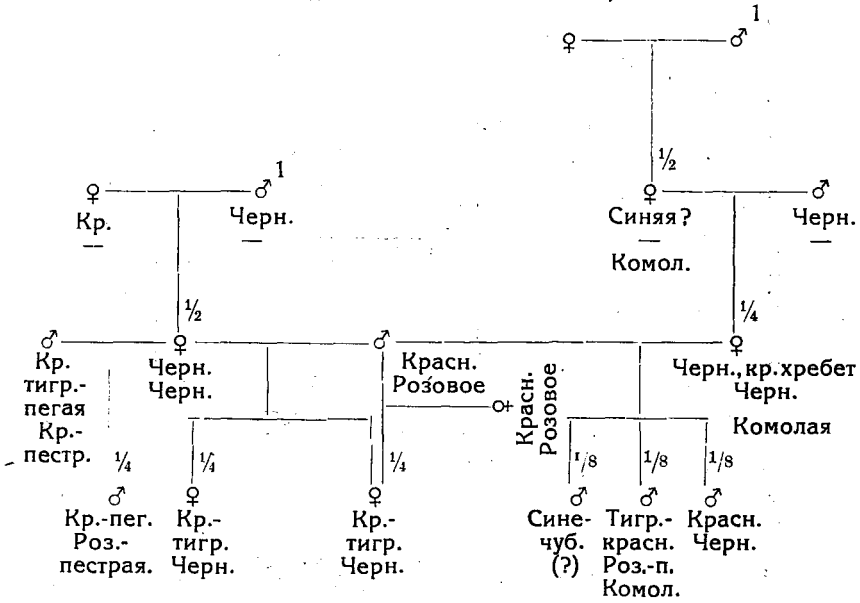 ♀ ♂ 1
1/2
♀ ♂ 1 ♀ ♂
Кр. Черн. Синяя? Черн.
— — — —
Комол.
1/2 1/4
♂ ♀ ♂ ♀
Кр. Черн. Красн. Черн., кр. хребет
тигр.- Черн. Розовое Черн.
пегая ♀ Красн. Комолая
Кр.- Розовое
пестр. 1/4 1/4 1/4 1/8 1/8 1/8
♂ ♀ ♀ ♂ ♂ ♂
Кр.-пег. Кр.- Кр.- Сине- Тигр.- Красн.
Роз.- тигр. тигр. чуб. красн. Черн.
пестрая. Черн. Черн. (?) Роз.-п.
Комол.